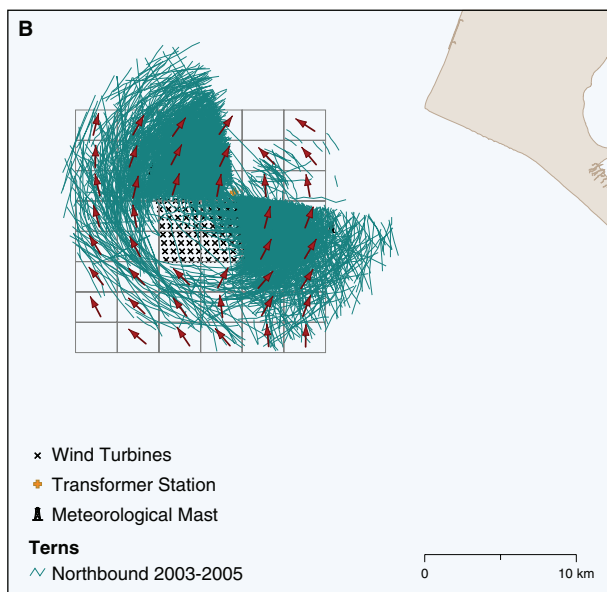 B
Wind Turbines
Transformer Station
Meteorological Mast
Terns
Northbound 2003-2005
0 10 km